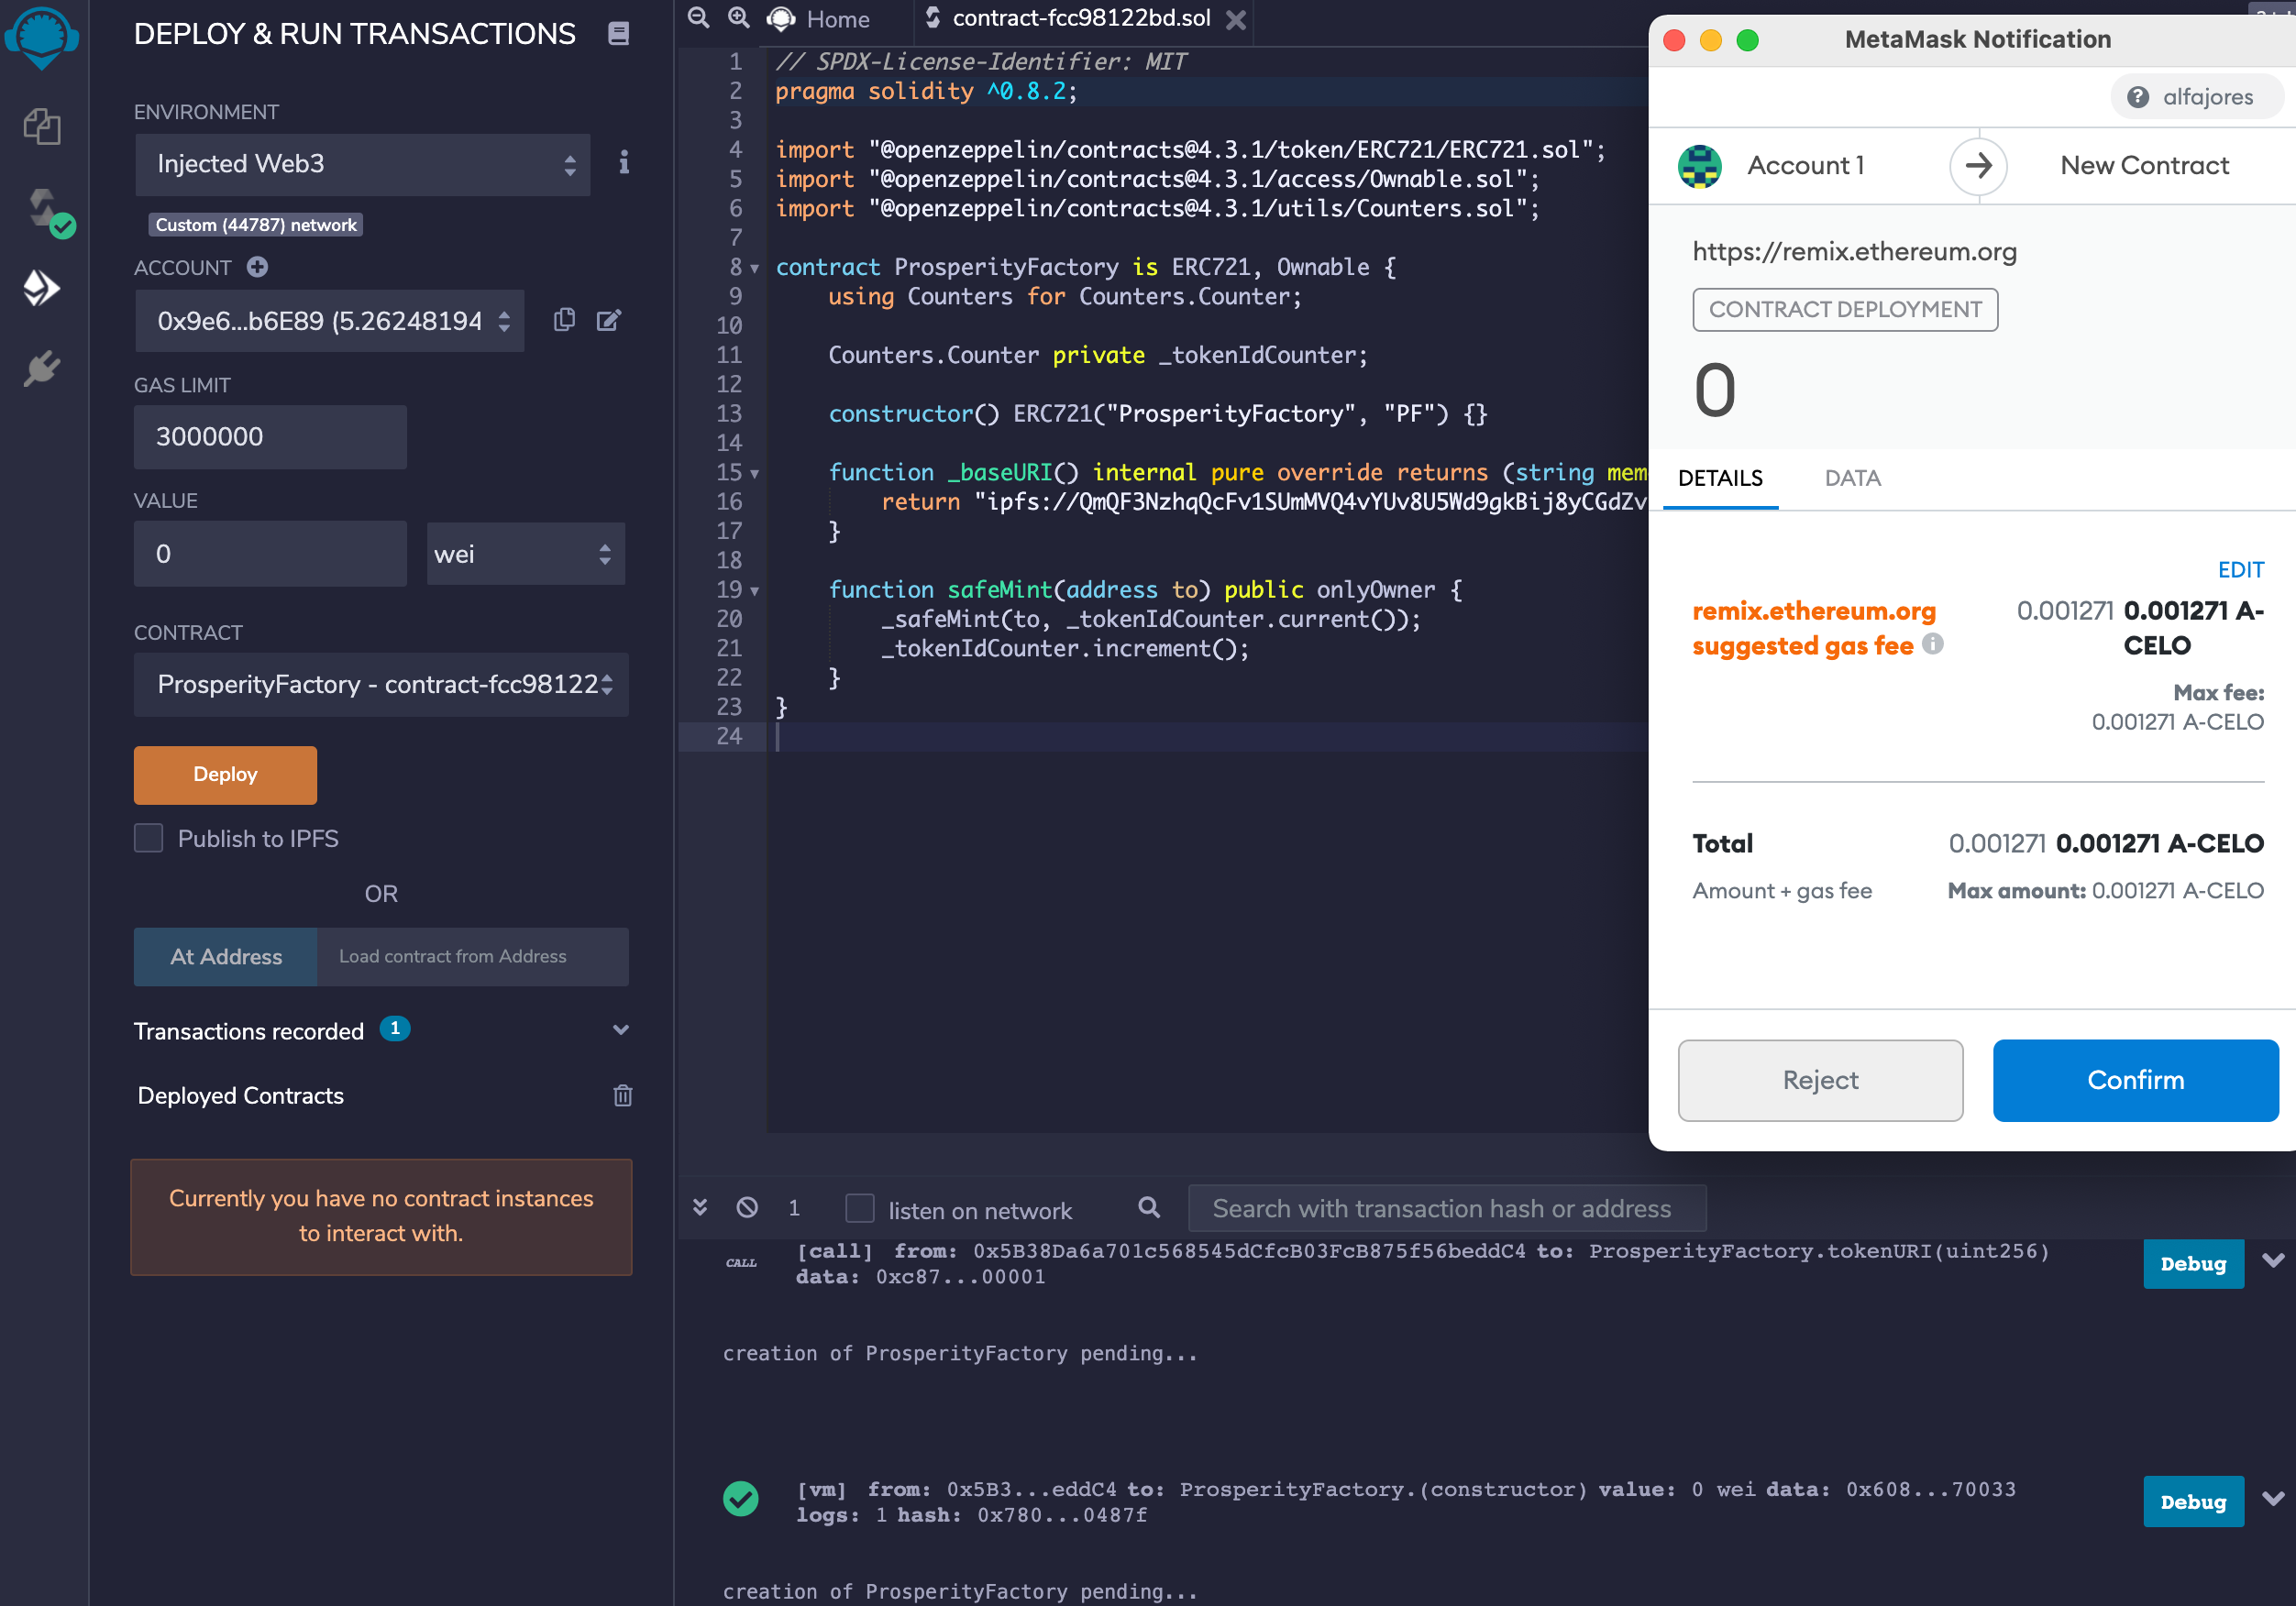 DEPLOY & RUN TRANSACTIONS
ENVIRONMENT
Injected Web3
Custom (44787) network
ACCOUNT
0x9e6...b6E89 (5.26248194
GAS LIMIT
3000000
VALUE
0
wei
CONTRACT
ProsperityFactory - contract-fcc98122
Deploy
Publish to IPFS
OR
At Address
Load contract from Address
Transactions recorded 1
Deployed Contracts
Currently you have no contract instances
to interact with.
Home
contract-fcc98122bd.sol
1 // SPDX-License-Identifier: MIT
2 pragma solidity ^0.8.2;
3
4 import "@openzeppelin/contracts@4.3.1/token/ERC721/ERC721.sol";
5 import "@openzeppelin/contracts@4.3.1/access/Ownable.sol";
6 import "@openzeppelin/contracts@4.3.1/utils/Counters.sol";
7
8 contract ProsperityFactory is ERC721, Ownable {
9 using Counters for Counters.Counter;
10
11 Counters.Counter private _tokenIdCounter;
12
13 constructor() ERC721("ProsperityFactory", "PF") {}
14
15 function _baseURI() internal pure override returns (string mem
16 return "ipfs://QmQF3NzhqQcFv1SUmMVQ4vYUv8U5Wd9gkBij8yCGdZv
17 }
18
19 function safeMint(address to) public onlyOwner {
20 _safeMint(to, _tokenIdCounter.current());
21 _tokenIdCounter.increment();
22 }
23 }
24
MetaMask Notification
alfajores
Account 1
New Contract
https://remix.ethereum.org
CONTRACT DEPLOYMENT
0
DETAILS
DATA
EDIT
remix.ethereum.org
suggested gas fee
0.001271 0.001271 A-
CELO
Max fee:
0.001271 A-CELO
Total
0.001271 0.001271 A-CELO
Amount + gas fee
Max amount: 0.001271 A-CELO
Reject
Confirm
1
listen on network
Search with transaction hash or address
CALL
[call] from: 0x5B38Da6a701c568545dCfcB03FcB875f56beddC4 to: ProsperityFactory.tokenURI(uint256)
data: 0xc87...00001
Debug
creation of ProsperityFactory pending...
[vm] from: 0x5B3...eddC4 to: ProsperityFactory.(constructor) value: 0 wei data: 0x608...70033
logs: 1 hash: 0x780...0487f
Debug
creation of ProsperityFactory pending...